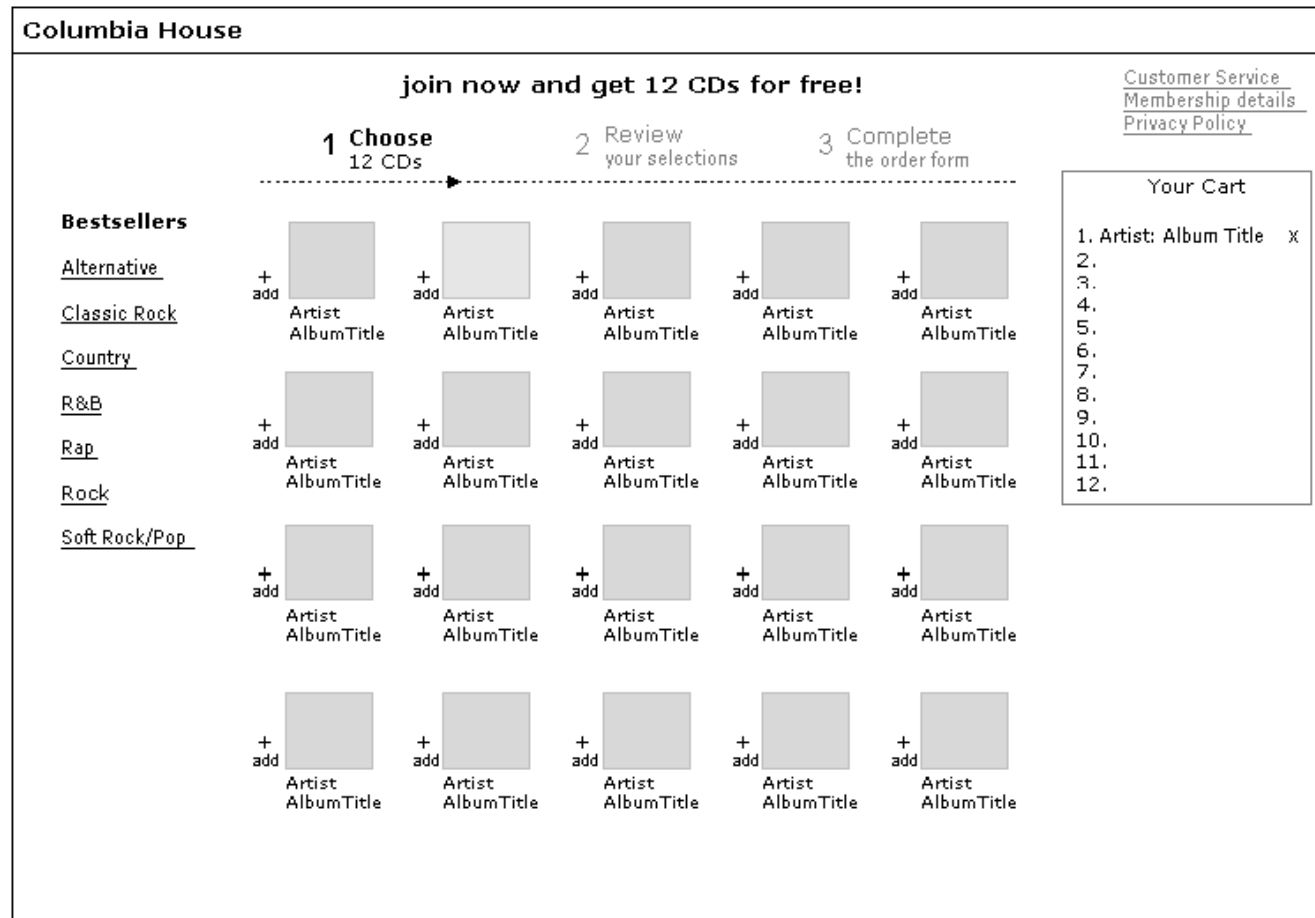 Columbia House
join now and get 12 CDs for free!
Customer Service
Membership details
Privacy Policy
1 Choose
12 CDs
2 Review
your selections
3 Complete
the order form
Bestsellers
Alternative
Classic Rock
Country
R&B
Rap
Rock
Soft Rock/Pop
+ + + + +
add add add add add
Artist Artist Artist Artist Artist
AlbumTitle AlbumTitle AlbumTitle AlbumTitle AlbumTitle
+ + + + +
add add add add add
Artist Artist Artist Artist Artist
AlbumTitle AlbumTitle AlbumTitle AlbumTitle AlbumTitle
+ + + + +
add add add add add
Artist Artist Artist Artist Artist
AlbumTitle AlbumTitle AlbumTitle AlbumTitle AlbumTitle
+ + + + +
add add add add add
Artist Artist Artist Artist Artist
AlbumTitle AlbumTitle AlbumTitle AlbumTitle AlbumTitle
Your Cart
1. Artist: Album Title x
2.
3.
4.
5.
6.
7.
8.
9.
10.
11.
12.